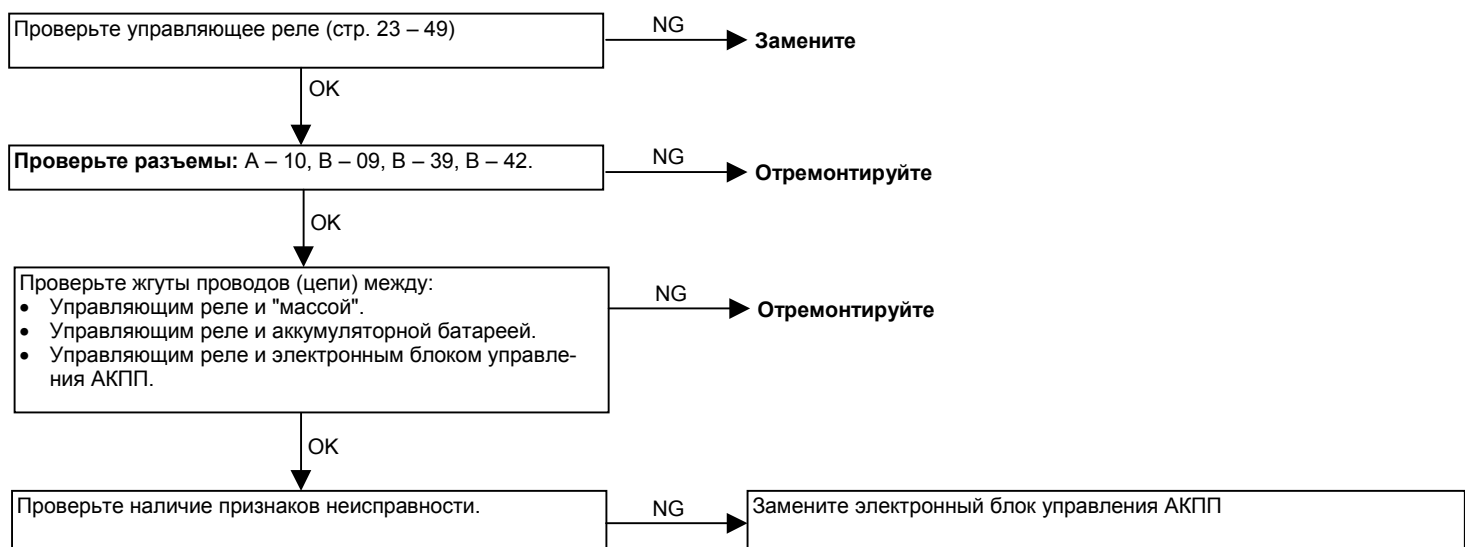 Проверьте управляющее реле (стр. 23 – 49)
NG
Замените
OK
Проверьте разъемы: А – 10, В – 09, В – 39, В – 42.
NG
Отремонтируйте
OK
Проверьте жгуты проводов (цепи) между:
• Управляющим реле и "массой".
• Управляющим реле и аккумуляторной батареей.
• Управляющим реле и электронным блоком управле-
ния АКПП.
NG
Отремонтируйте
OK
Проверьте наличие признаков неисправности.
NG
Замените электронный блок управления АКПП